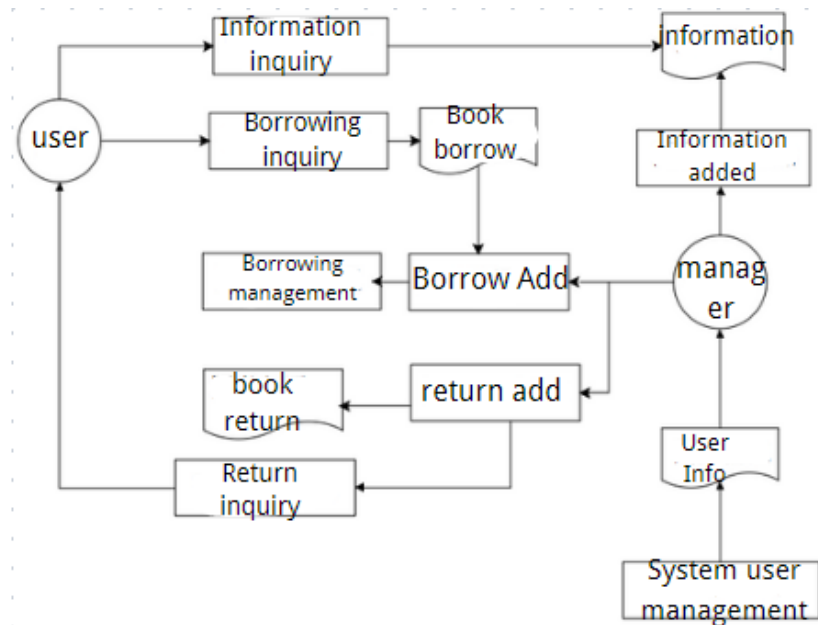 Information
inquiry
information
user
Borrowing
inquiry
Book
borrow
Information
added
Borrowing
management
Borrow Add
manag
er
book
return
return add
User
Info
Return
inquiry
System user
management